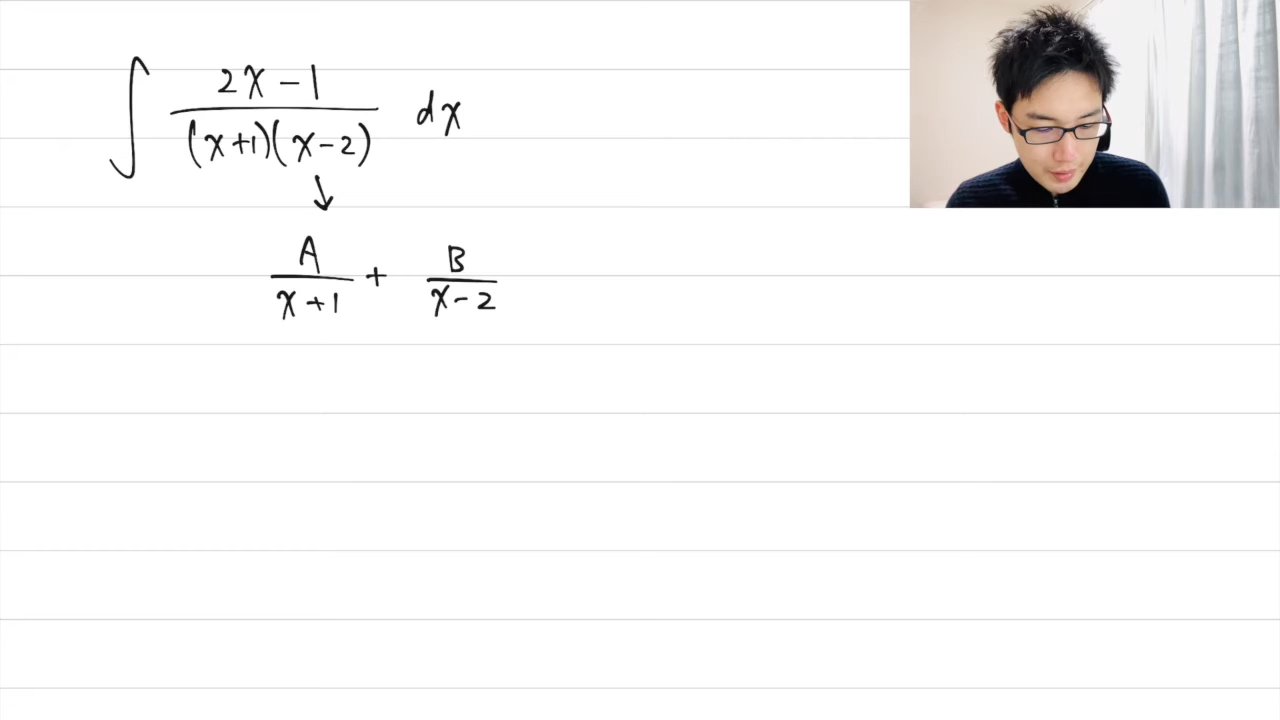 ∫ (2x - 1) / ((x+1)(x-2)) dx
↓
A / (x+1) + B / (x-2)